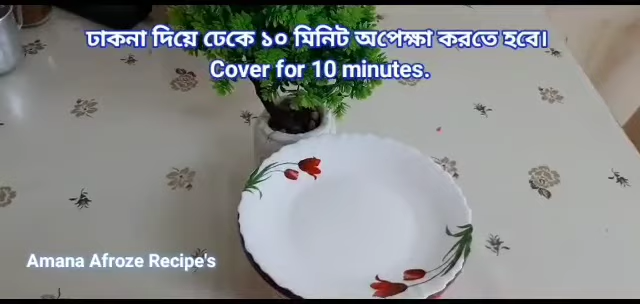 ঢাকনা দিয়ে ঢেকে ১০ মিনিট অপেক্ষা করতে হবে।
Cover for 10 minutes.
Amana Afroze Recipe's